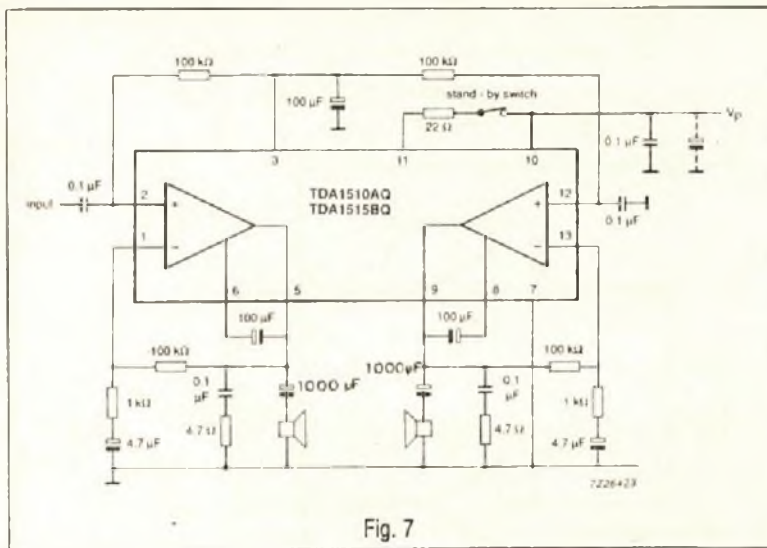 100 kΩ
100 kΩ
100 µF
stand - by switch
22 Ω
Vp
0.1 µF
3
11
10
0.1 µF
input
2
+
TDA1510AQ
TDA1515BQ
+
12
0.1 µF
1
−
−
13
6
5
9
8
7
100 µF
100 µF
100 kΩ
1000 µF
1000µF
100 kΩ
1 kΩ
0.1
µF
0.1
µF
1 kΩ
4.7 µF
4.7 Ω
4.7 Ω
4.7 µF
7Z26423
Fig. 7